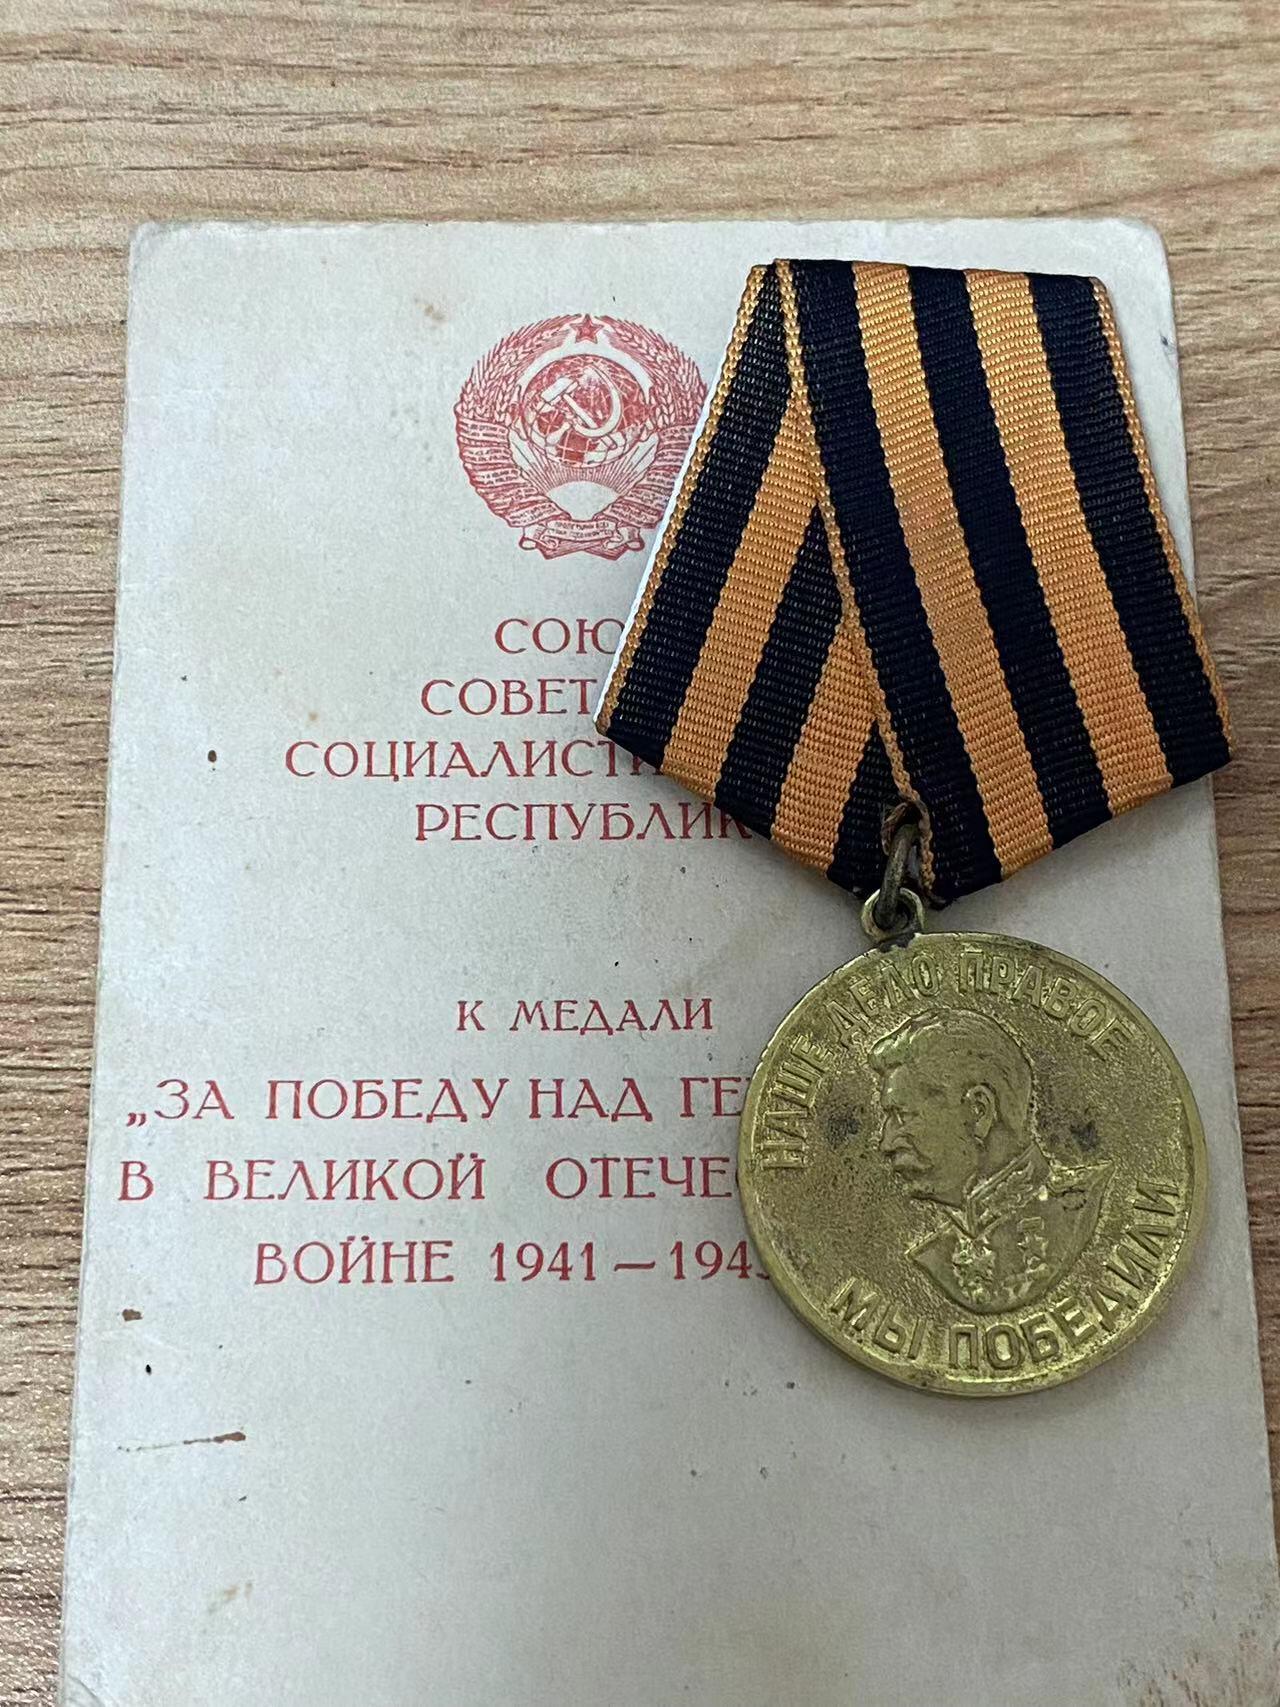 СОЮ
СОВЕТ
СОЦИАЛИСТИ
РЕСПУБЛИК
К МЕДАЛИ
„ЗА ПОБЕДУ НАД ГЕ
В ВЕЛИКОЙ ОТЕЧЕ
ВОЙНЕ 1941—194
НАШЕ ДЕЛО ПРАВОЕ
МЫ ПОБЕДИЛИ